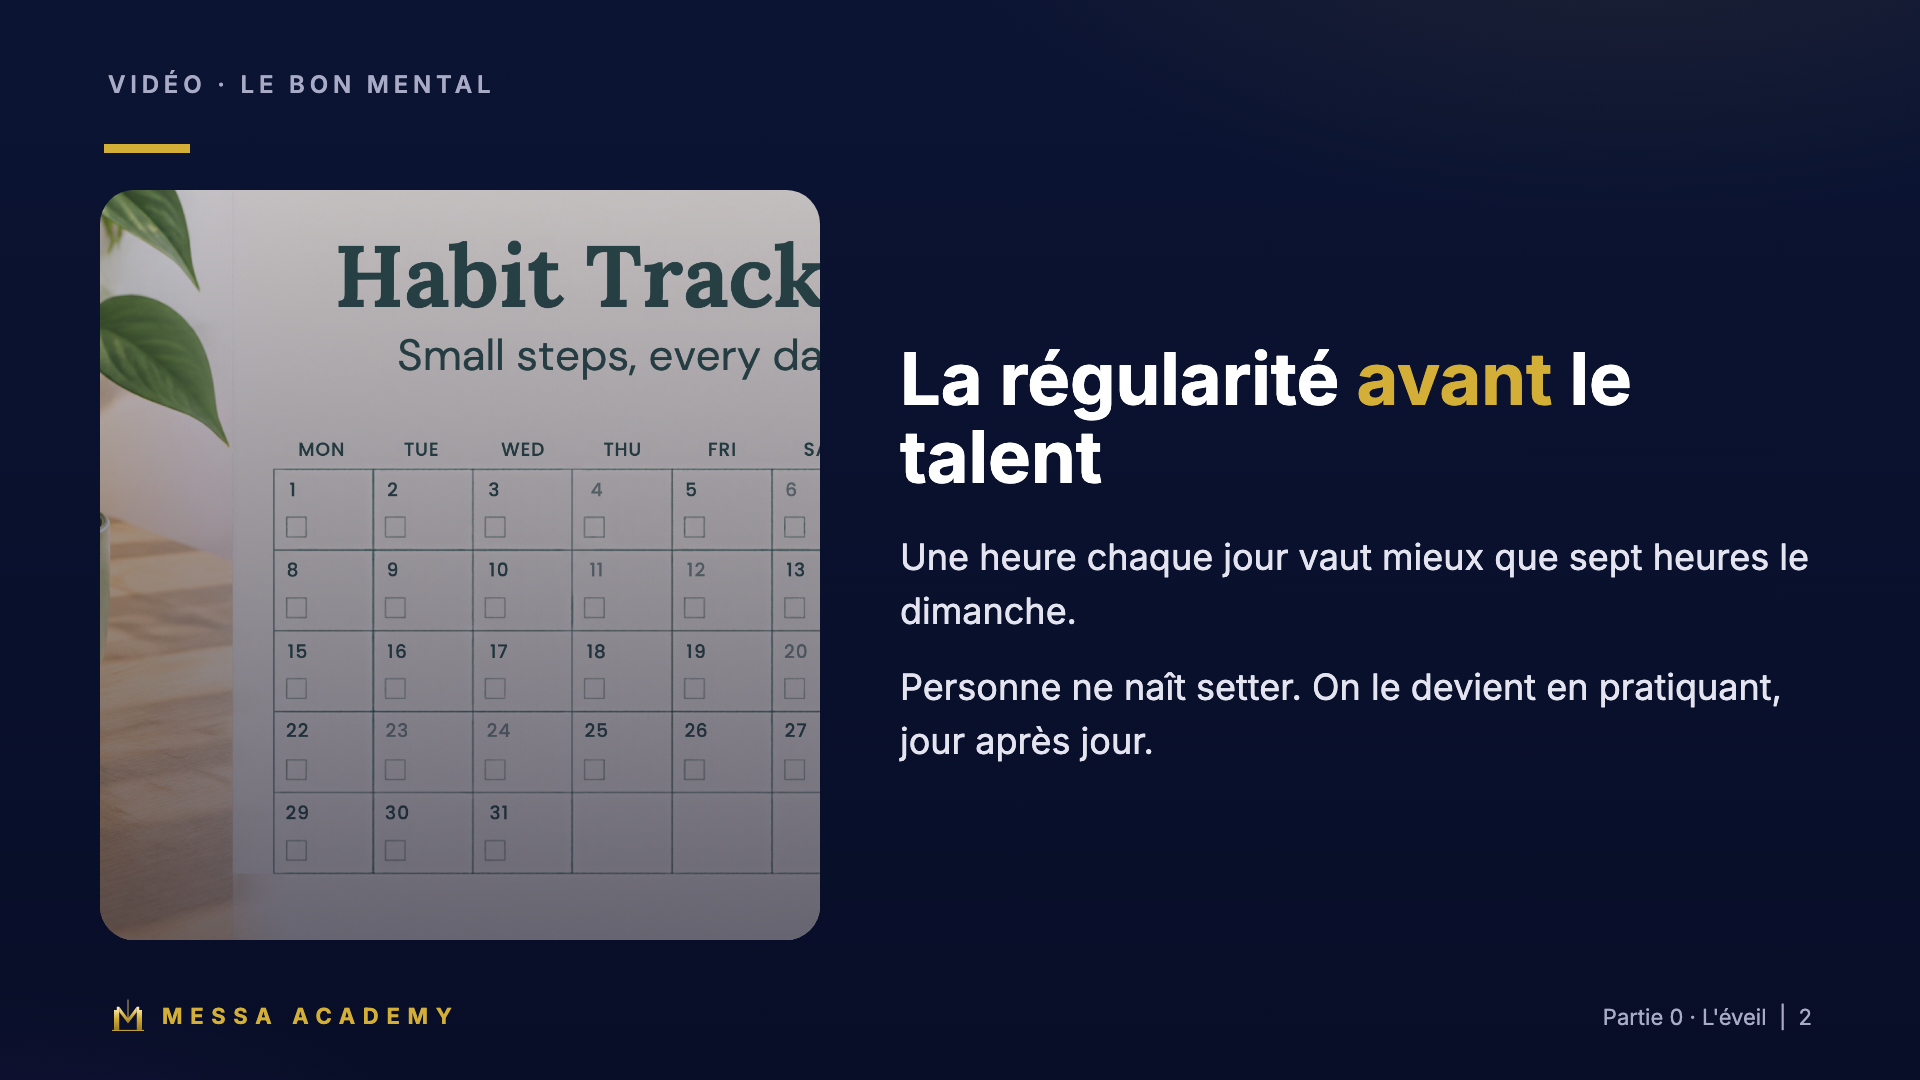 VIDÉO · LE BON MENTAL
Habit Track
Small steps, every da
MON TUE WED THU FRI SA
1 2 3 4 5 6
8 9 10 11 12 13
15 16 17 18 19 20
22 23 24 25 26 27
29 30 31
La régularité avant le
talent
Une heure chaque jour vaut mieux que sept heures le
dimanche.
Personne ne naît setter. On le devient en pratiquant,
jour après jour.
MESSA ACADEMY
Partie 0 · L'éveil | 2